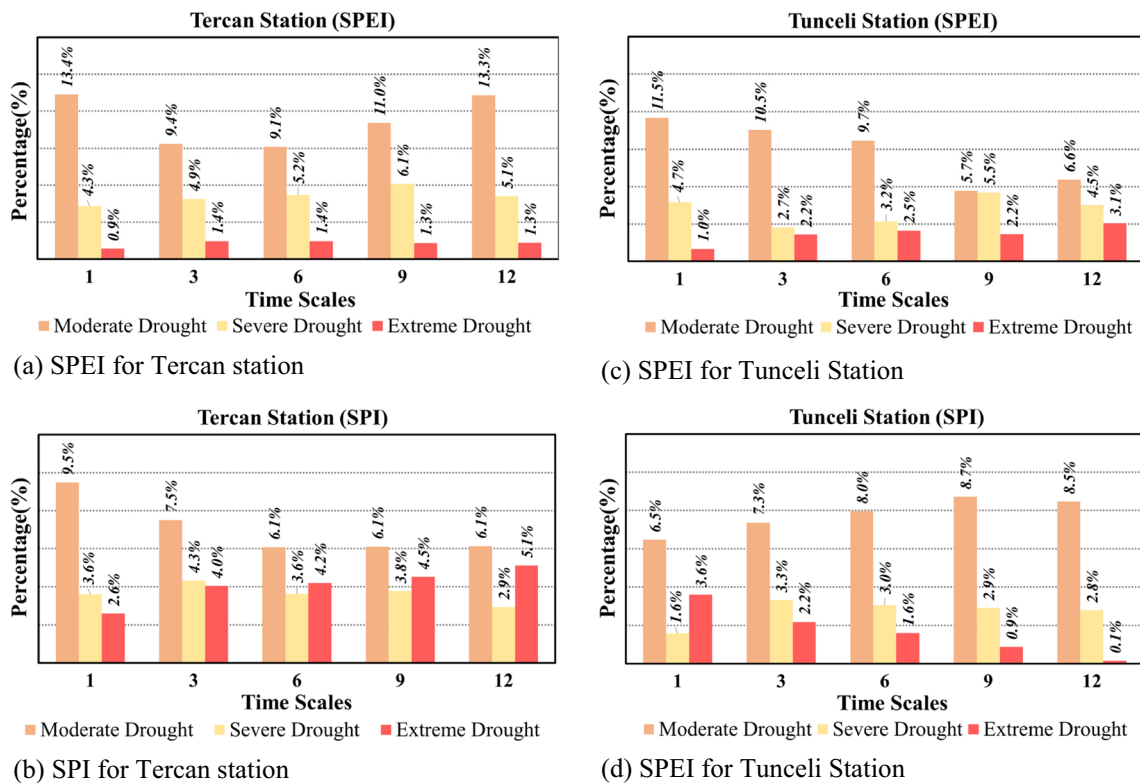 Tercan Station (SPEI)
Percentage(%)
13.4% 4.3% 0.9% 9.4% 4.9% 1.4% 9.1% 5.2% 1.4% 11.0% 6.1% 1.3% 13.3% 5.1% 1.3%
1 3 6 9 12
Time Scales
Moderate Drought Severe Drought Extreme Drought
(a) SPEI for Tercan station
Tunceli Station (SPEI)
Percentage(%)
11.5% 4.7% 1.0% 10.5% 2.7% 2.2% 9.7% 3.2% 2.5% 5.7% 5.5% 2.2% 6.6% 4.5% 3.1%
1 3 6 9 12
Time Scales
Moderate Drought Severe Drought Extreme Drought
(c) SPEI for Tunceli Station
Tercan Station (SPI)
Percentage(%)
9.5% 3.6% 2.6% 7.5% 4.3% 4.0% 6.1% 3.6% 4.2% 6.1% 3.8% 4.5% 6.1% 2.9% 5.1%
1 3 6 9 12
Time Scales
Moderate Drought Severe Drought Extreme Drought
(b) SPI for Tercan station
Tunceli Station (SPI)
Percentage(%)
6.5% 1.6% 3.6% 7.3% 3.3% 2.2% 8.0% 3.0% 1.6% 8.7% 2.9% 0.9% 8.5% 2.8% 0.1%
1 3 6 9 12
Time Scales
Moderate Drought Severe Drought Extreme Drought
(d) SPEI for Tunceli Station